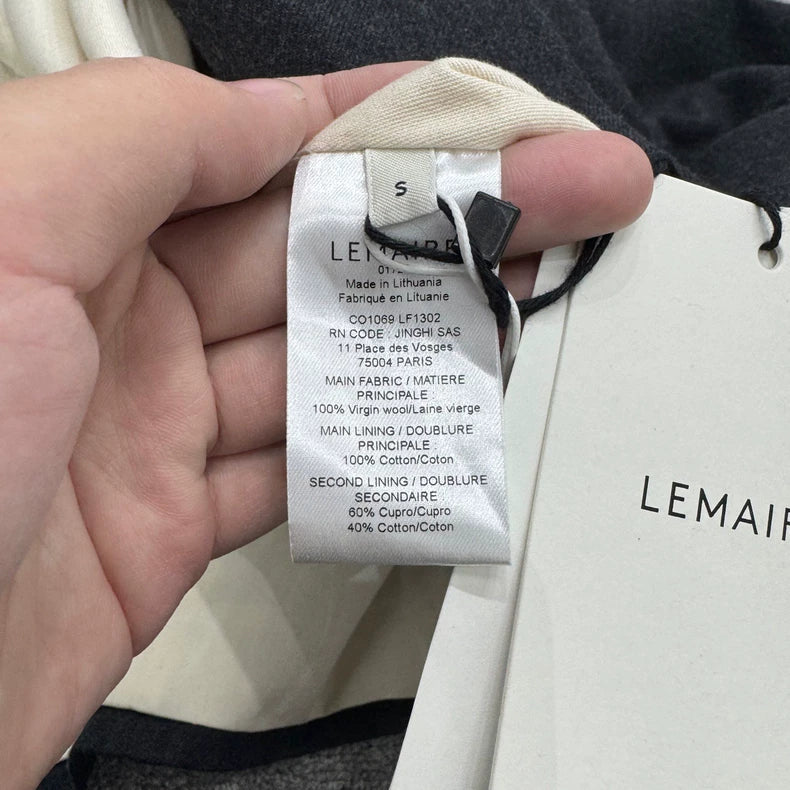 S
LEMAIRE
Made in Lithuania
Fabriqué en Lituanie
CO1069 LF1302
RN CODE : JINGHI SAS
11 Place des Vosges
75004 PARIS
MAIN FABRIC / MATIERE
PRINCIPALE :
100% Virgin wool/Laine vierge
MAIN LINING / DOUBLURE
PRINCIPALE :
100% Cotton/Coton
SECOND LINING / DOUBLURE
SECONDAIRE
60% Cupro/Cupro
40% Cotton/Coton
LEMAIR